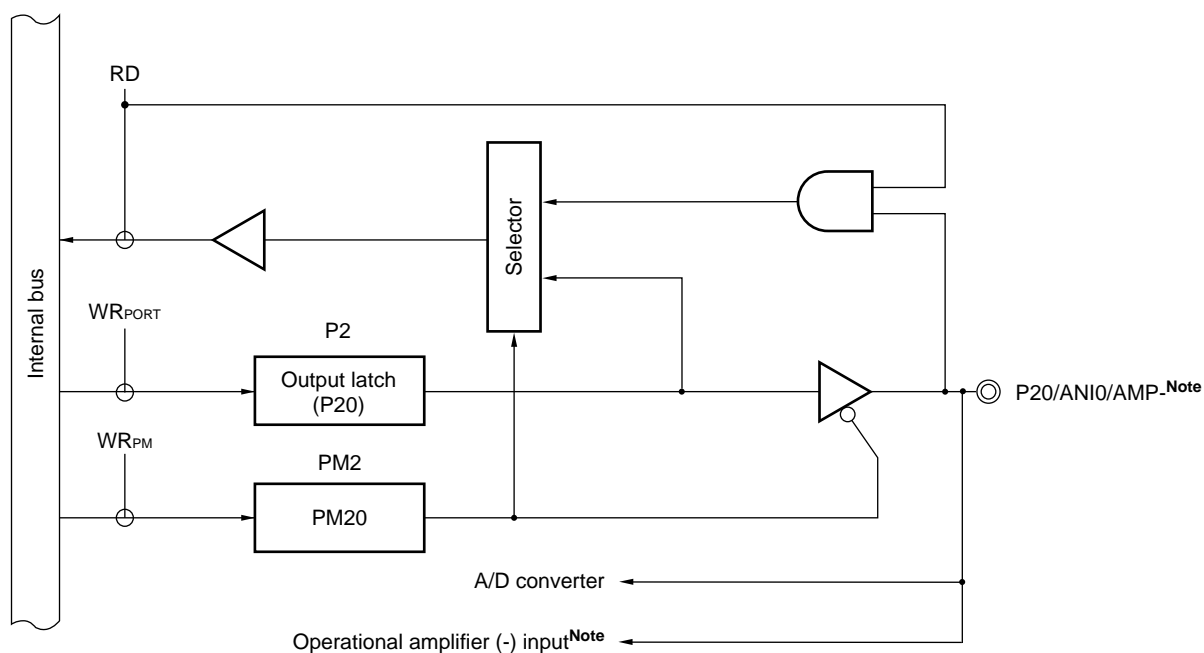 RD
Selector
Internal bus
WRPORT
P2
Output latch
(P20)
P20/ANI0/AMP-Note
WRPM
PM2
PM20
A/D converter
Operational amplifier (-) inputNote